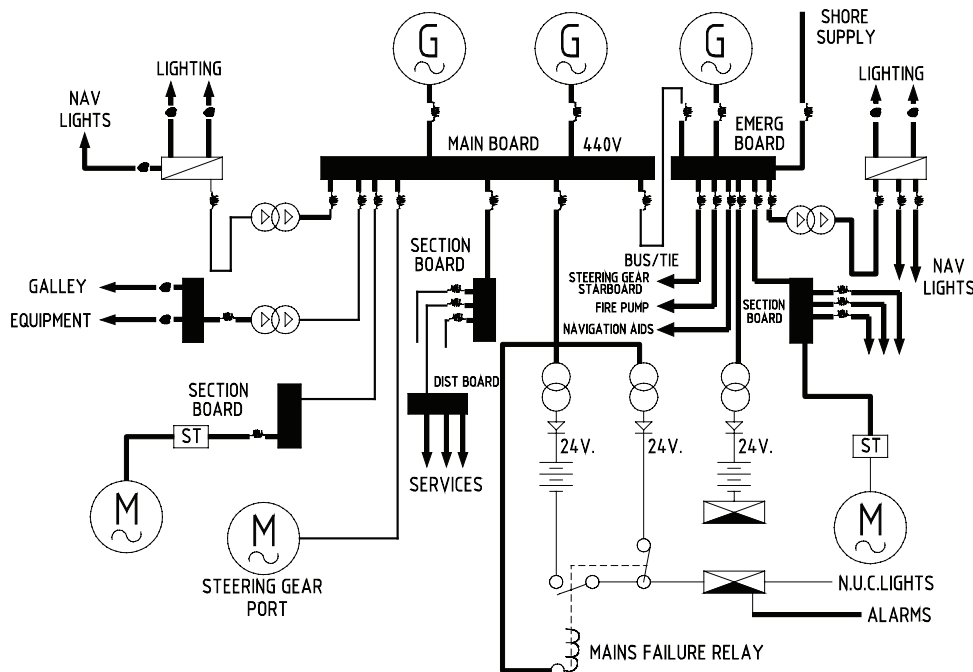 G
G
G
SHORE
SUPPLY
LIGHTING
NAV
LIGHTS
MAIN BOARD
440V
EMERG
BOARD
LIGHTING
SECTION
BOARD
BUS/TIE
STEERING GEAR
STARBOARD
FIRE PUMP
NAVIGATION AIDS
SECTION
BOARD
NAV
LIGHTS
GALLEY
EQUIPMENT
SECTION
BOARD
DIST BOARD
ST
24V.
24V.
24V.
ST
SERVICES
M
M
M
STEERING GEAR
PORT
N.U.C.LIGHTS
ALARMS
MAINS FAILURE RELAY